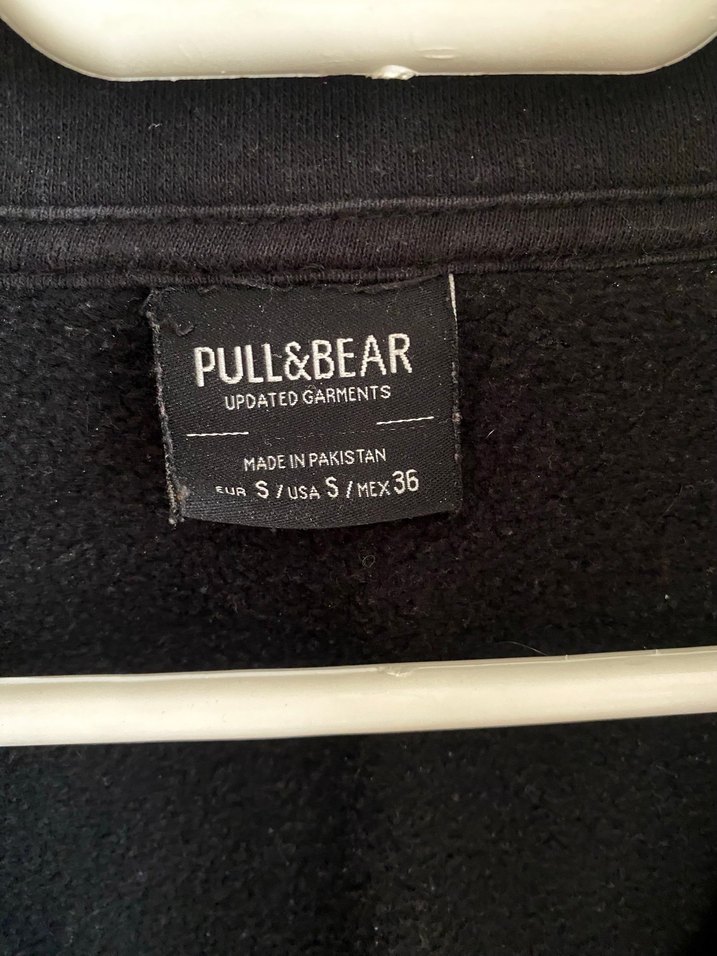 PULL&BEAR
UPDATED GARMENTS
MADE IN PAKISTAN
EUR S / USA S / MEX 36